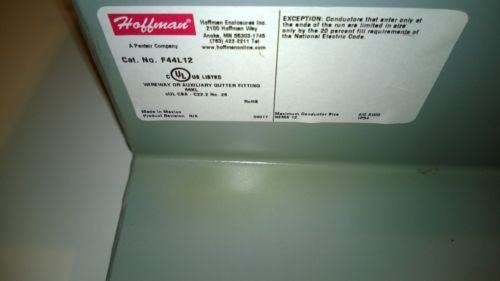 Hoffman
A Pentair Company
Hoffman Enclosures Inc.
2100 Hoffman Way
Anoka, MN 55303-1745
(763) 422-2211 Tel
hoffmanonline.com
EXCEPTION: Conductors that enter only at
the ends of the run are limited in size
only by the 20 percent fill requirements of
the National Electric Code.
Cat. No. F44L12
c UL US LISTED
WIREWAY OR AUXILIARY GUTTER FITTING
cUL CSA - C22.2 No. 26
RoHS
Made in Mexico
Product Revision: N/A
Maximum Conductor Size
NEMA 12
IP54